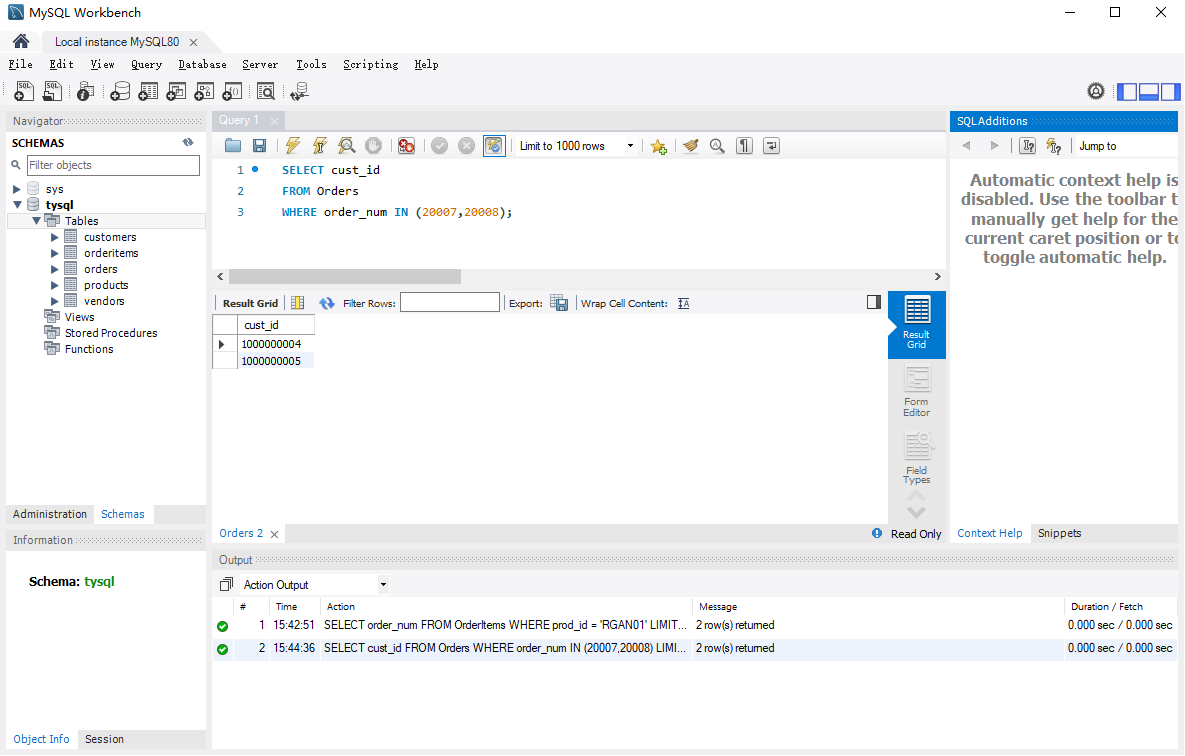 MySQL Workbench
Local instance MySQL80
File Edit View Query Database Server Tools Scripting Help
Navigator
SCHEMAS
Filter objects
sys
tysql
Tables
customers
orderitems
orders
products
vendors
Views
Stored Procedures
Functions
Administration Schemas
Information
Schema: tysql
Object Info Session
Query 1
Limit to 1000 rows
1 SELECT cust_id
2 FROM Orders
3 WHERE order_num IN (20007,20008);
Result Grid Filter Rows: Export: Wrap Cell Content:
cust_id
1000000004
1000000005
Result
Grid
Form
Editor
Field
Types
Orders 2
Read Only
SQLAdditions
Jump to
Automatic context help is
disabled. Use the toolbar t
manually get help for the
current caret position or to
toggle automatic help.
Context Help Snippets
Output
Action Output
# Time Action Message Duration / Fetch
1 15:42:51 SELECT order_num FROM OrderItems WHERE prod_id = 'RGAN01' LIMIT... 2 row(s) returned 0.000 sec / 0.000 sec
2 15:44:36 SELECT cust_id FROM Orders WHERE order_num IN (20007,20008) LIMI... 2 row(s) returned 0.000 sec / 0.000 sec